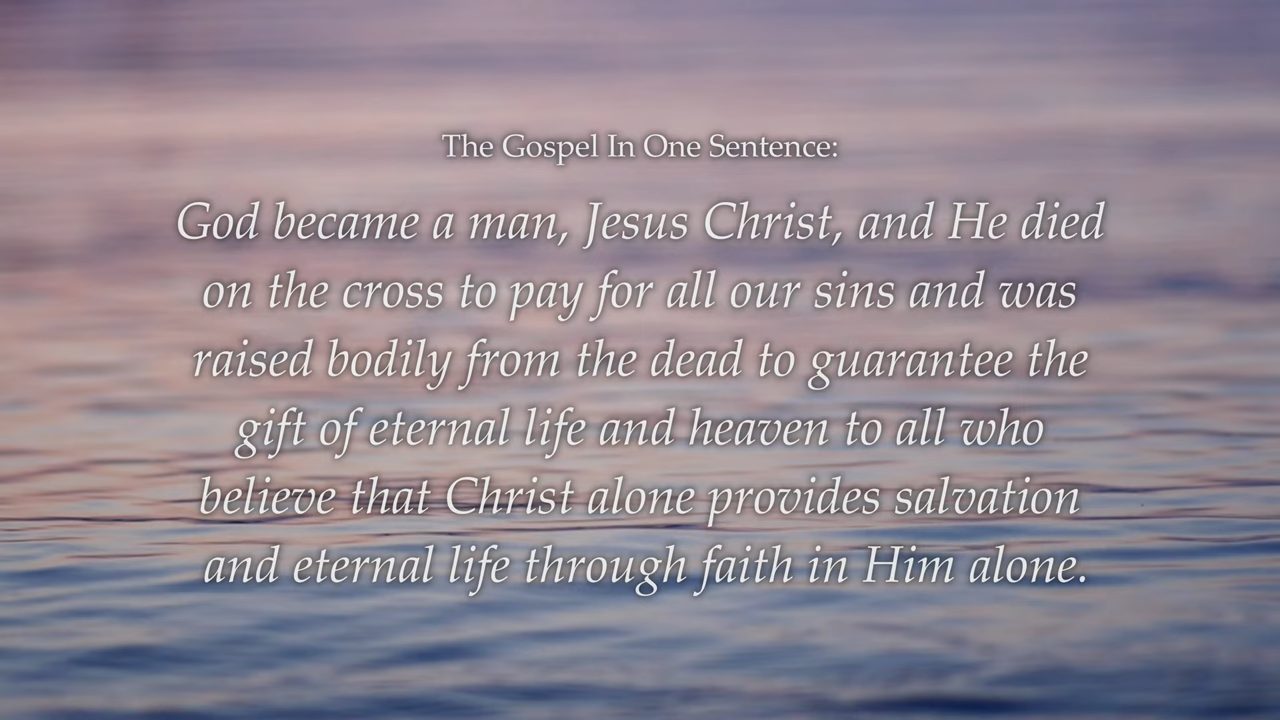 The Gospel In One Sentence:
God became a man, Jesus Christ, and He died
on the cross to pay for all our sins and was
raised bodily from the dead to guarantee the
gift of eternal life and heaven to all who
believe that Christ alone provides salvation
and eternal life through faith in Him alone.